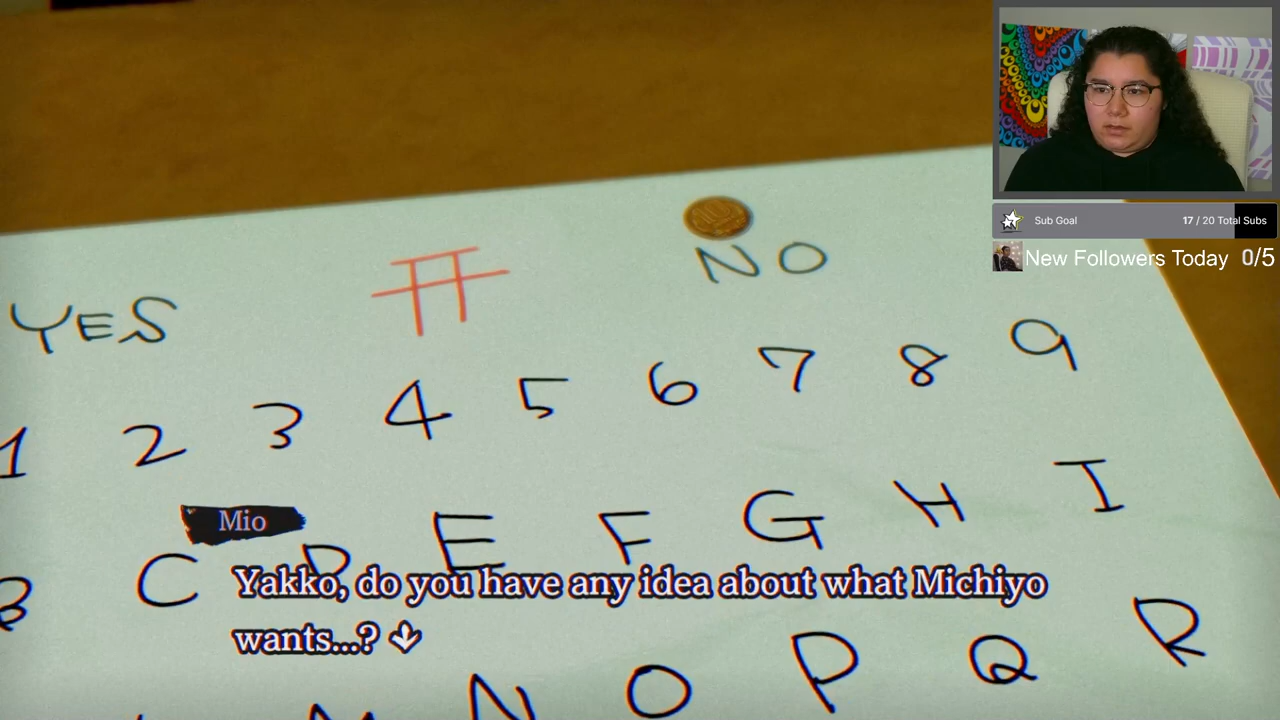 Sub Goal 17 / 20 Total Subs
New Followers Today 0/5
YES NO
1 2 3 4 5 6 7 8 9
B C D E F G H I
N O P Q R
Mio
Yakko, do you have any idea about what Michiyo
wants...?